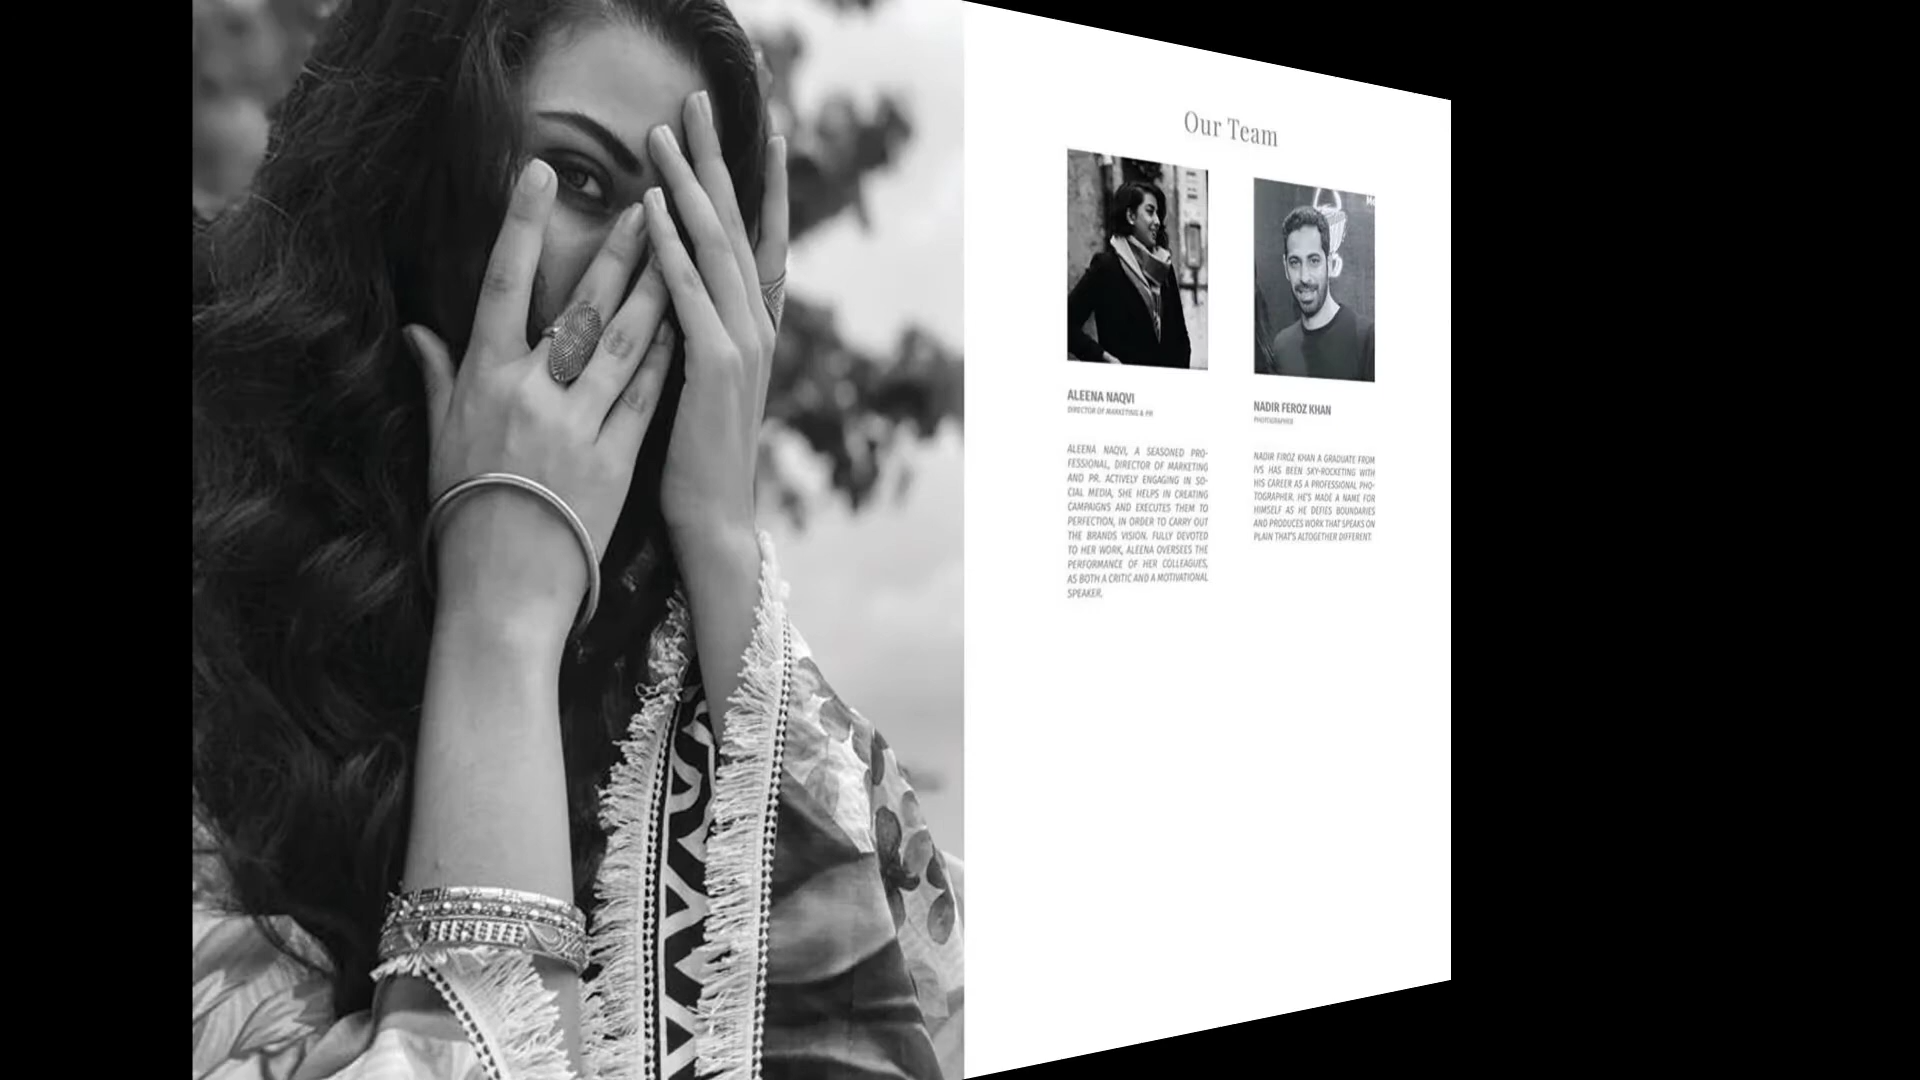 Our Team
ALEENA NAQVI
DIRECTOR OF MARKETING & PR
ALEENA NAQVI, A SEASONED PRO-
FESSIONAL, DIRECTOR OF MARKETING
AND PR. ACTIVELY ENGAGING IN SO-
CIAL MEDIA, SHE HELPS IN CREATING
CAMPAIGNS AND EXECUTES THEM TO
PERFECTION, IN ORDER TO CARRY OUT
THE BRANDS VISION. FULLY DEVOTED
TO HER WORK, ALEENA OVERSEES THE
PERFORMANCE OF HER COLLEAGUES,
AS BOTH A CRITIC AND A MOTIVATIONAL
SPEAKER.
NADIR FEROZ KHAN
PHOTOGRAPHER
NADIR FIROZ KHAN A GRADUATE FROM
IVS HAS BEEN SKY-ROCKETING WITH
HIS CAREER AS A PROFESSIONAL PHO-
TOGRAPHER. HE'S MADE A NAME FOR
HIMSELF AS HE DEFIES BOUNDARIES
AND PRODUCES WORK THAT SPEAKS ON
PLAIN THAT'S ALTOGETHER DIFFERENT.